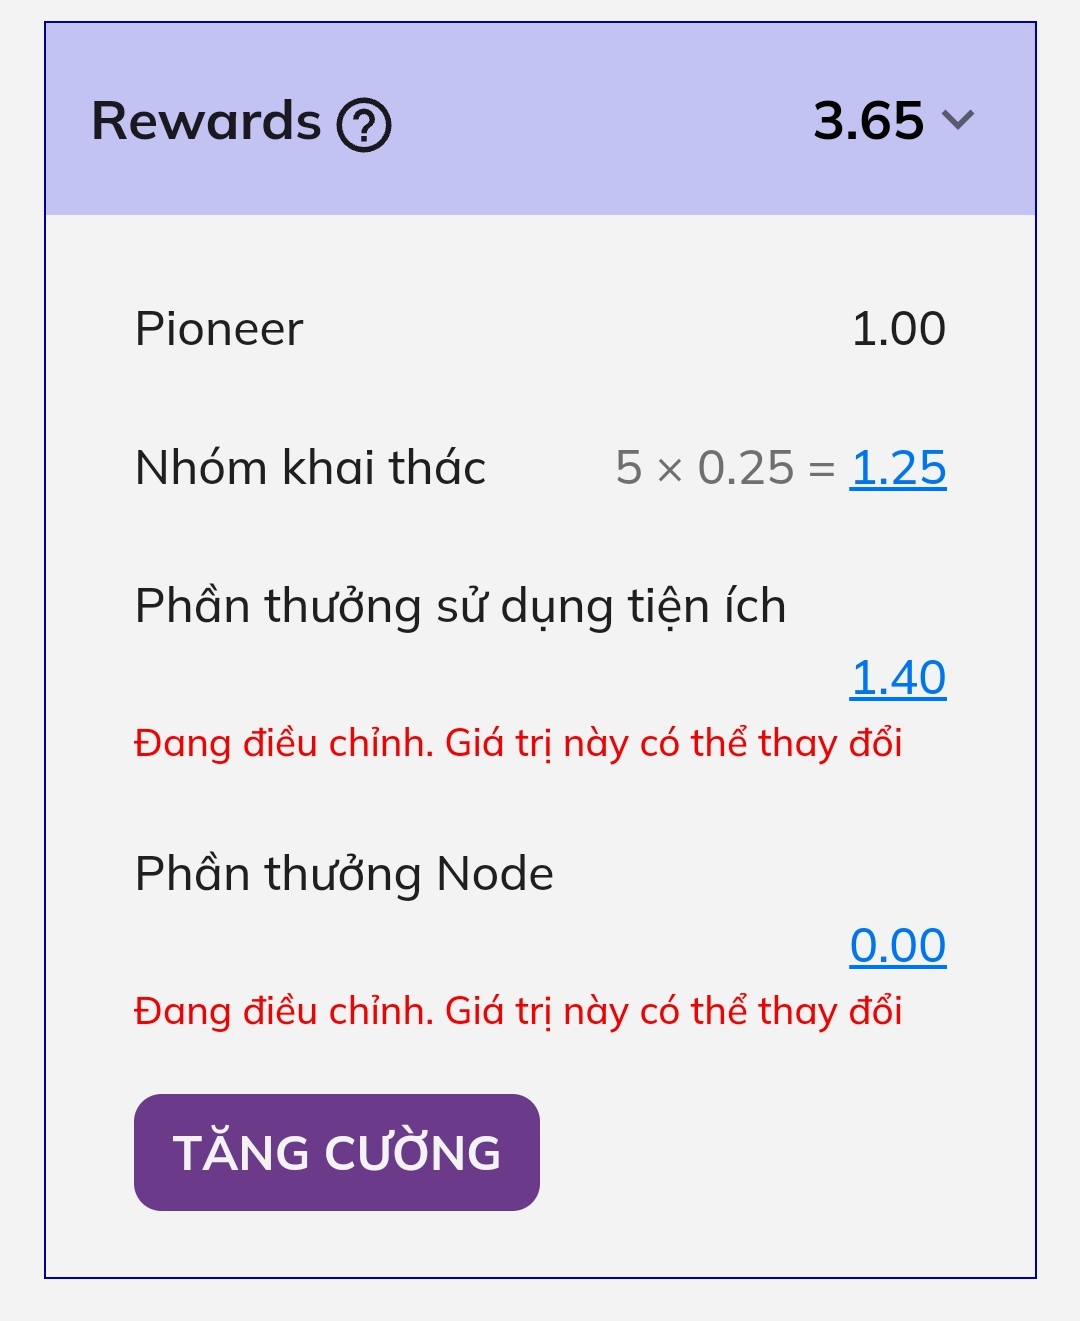 Rewards ? 3.65
Pioneer 1.00
Nhóm khai thác 5 × 0.25 = 1.25
Phần thưởng sử dụng tiện ích
1.40
Đang điều chỉnh. Giá trị này có thể thay đổi
Phần thưởng Node
0.00
Đang điều chỉnh. Giá trị này có thể thay đổi
TĂNG CƯỜNG